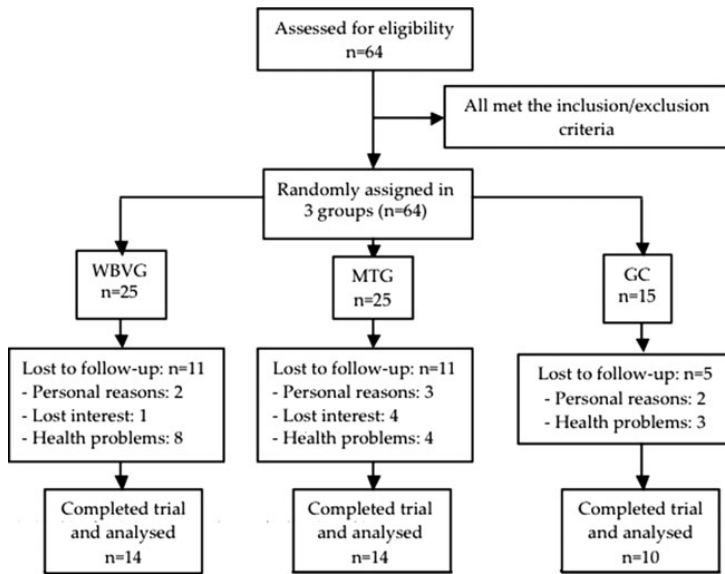 Assessed for eligibility
n=64
All met the inclusion/exclusion
criteria
Randomly assigned in
3 groups (n=64)
WBVG
n=25
MTG
n=25
GC
n=15
Lost to follow-up: n=11
- Personal reasons: 2
- Lost interest: 1
- Health problems: 8
Lost to follow-up: n=11
- Personal reasons: 3
- Lost interest: 4
- Health problems: 4
Lost to follow-up: n=5
- Personal reasons: 2
- Health problems: 3
Completed trial
and analysed
n=14
Completed trial
and analysed
n=14
Completed trial
and analysed
n=10